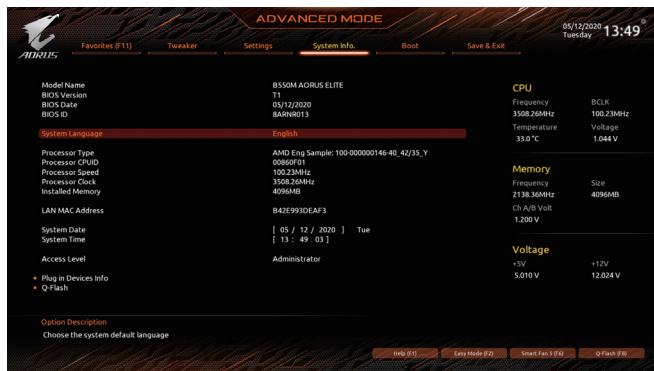 ADVANCED MODE
05/12/2020 Tuesday 13:49
AORUS
Favorites (F11) Tweaker Settings System Info. Boot Save & Exit
Model Name B550M AORUS ELITE
BIOS Version T1
BIOS Date 05/12/2020
BIOS ID 8ARNR013
System Language English
Processor Type AMD Eng Sample: 100-000000146-40_42/35_Y
Processor CPUID 00860F01
Processor Speed 100.23MHz
Processor Clock 3508.26MHz
Installed Memory 4096MB
LAN MAC Address B42E993DEAF3
System Date [ 05 / 12 / 2020 ] Tue
System Time [ 13 : 49 : 03 ]
Access Level Administrator
Plug in Devices Info
Q-Flash
CPU
Frequency BCLK
3508.26MHz 100.23MHz
Temperature Voltage
33.0 °C 1.044 V
Memory
Frequency Size
2138.36MHz 4096MB
Ch A/B Volt
1.200 V
Voltage
+5V +12V
5.010 V 12.024 V
Option Description
Choose the system default language
Help (F1) Easy Mode (F2) Smart Fan 5 (F6) Q-Flash (F8)